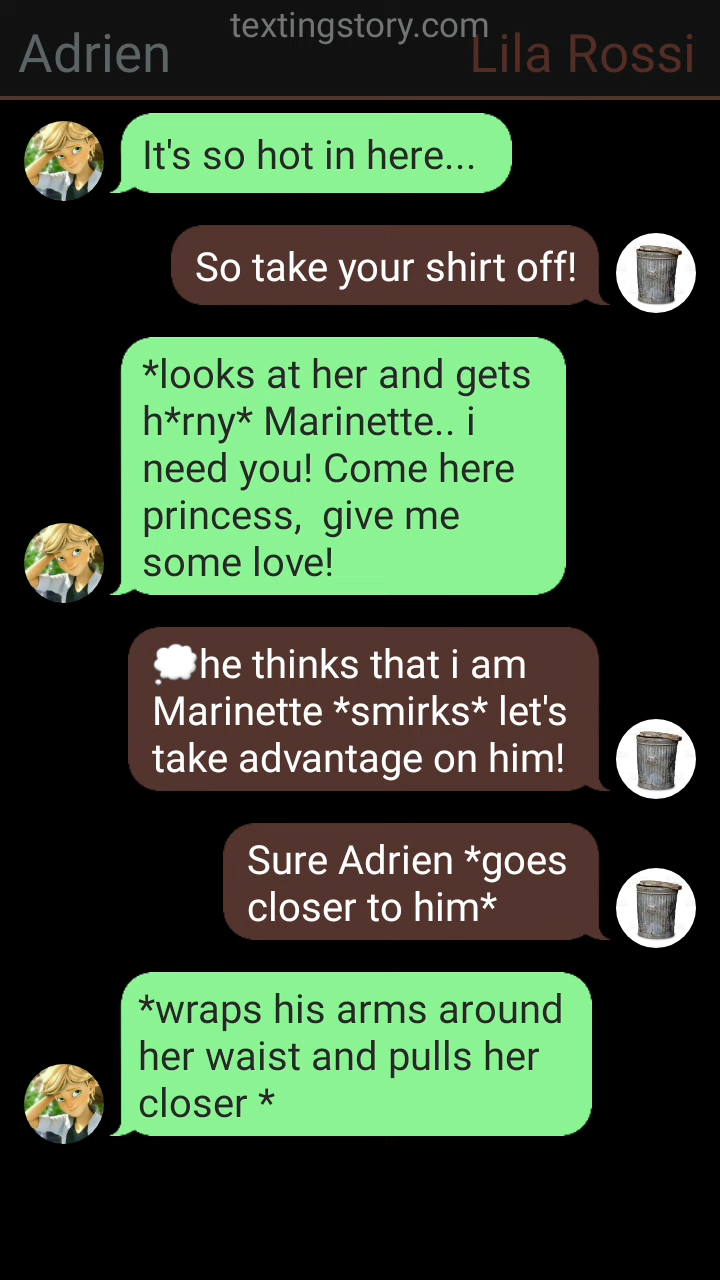 textingstory.com
Adrien
Lila Rossi
It's so hot in here...
So take your shirt off!
*looks at her and gets
h*rny* Marinette.. i
need you! Come here
princess,  give me
some love!
💭he thinks that i am
Marinette *smirks* let's
take advantage on him!
Sure Adrien *goes
closer to him*
*wraps his arms around
her waist and pulls her
closer *